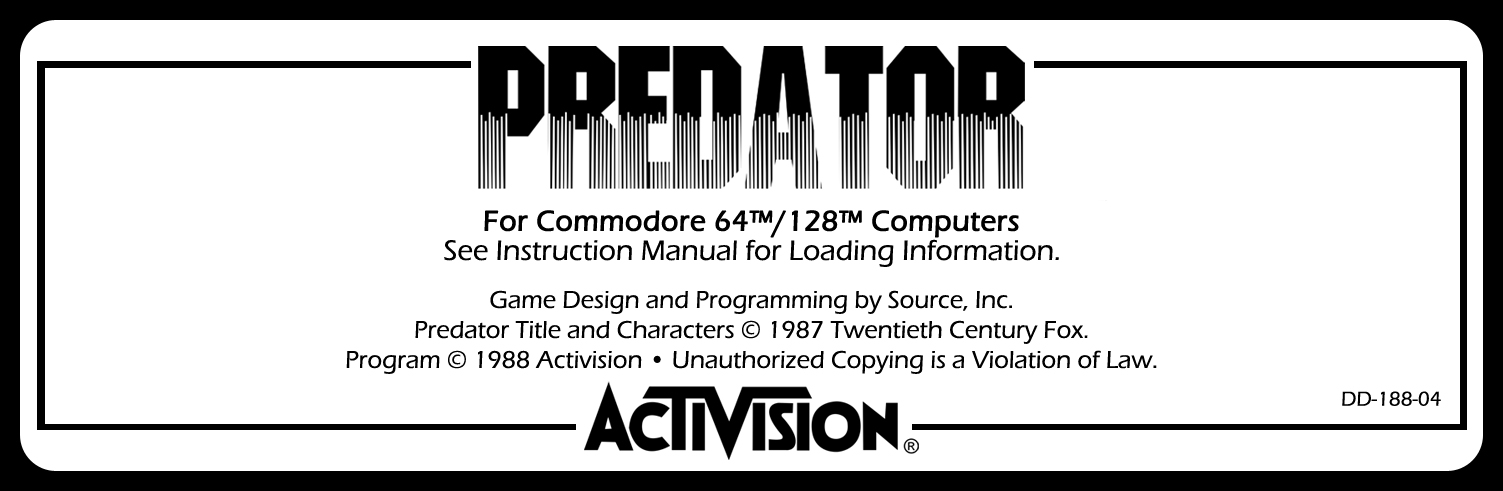 PREDATOR
For Commodore 64™/128™ Computers
See Instruction Manual for Loading Information.
Game Design and Programming by Source, Inc.
Predator Title and Characters © 1987 Twentieth Century Fox.
Program © 1988 Activision • Unauthorized Copying is a Violation of Law.
DD-188-04
ACTIVISION®